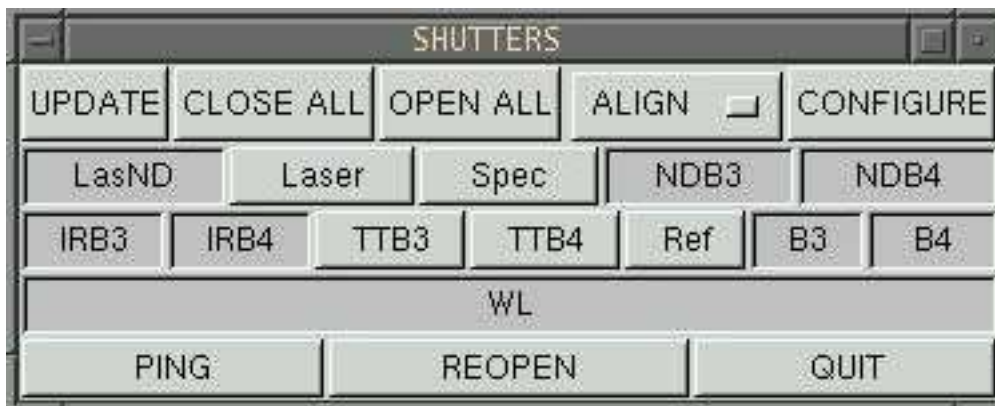 SHUTTERS
UPDATE CLOSE ALL OPEN ALL ALIGN CONFIGURE
LasND Laser Spec NDB3 NDB4
IRB3 IRB4 TTB3 TTB4 Ref B3 B4
WL
PING REOPEN QUIT